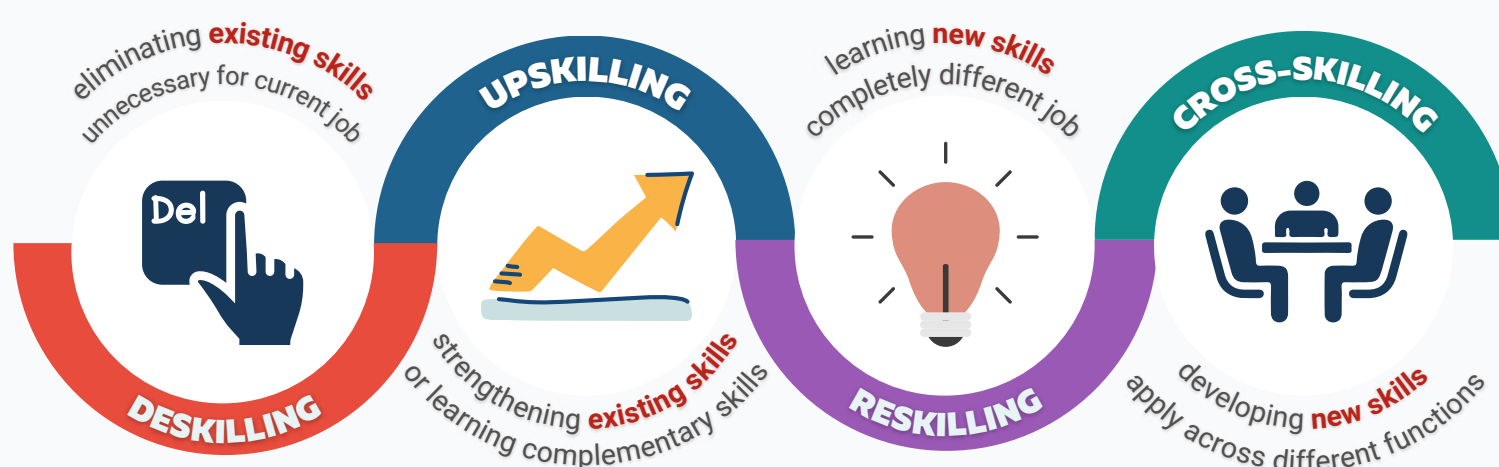 eliminating existing skills
unnecessary for current job
Del
DESKILLING
UPSKILLING
strengthening existing skills
or learning complementary skills
learning new skills
completely different job
RESKILLING
CROSS-SKILLING
developing new skills
apply across different functions